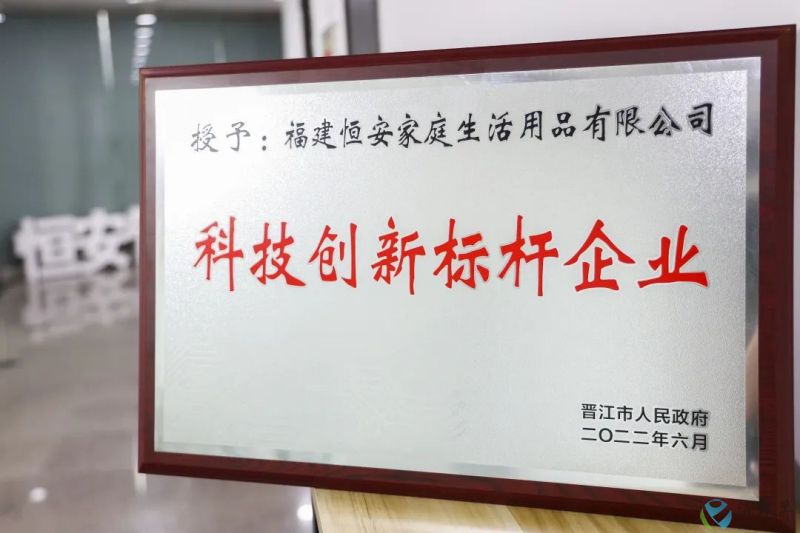 授予：福建恒安家庭生活用品有限公司
科技创新标杆企业
晋江市人民政府
二〇二二年六月
恒安